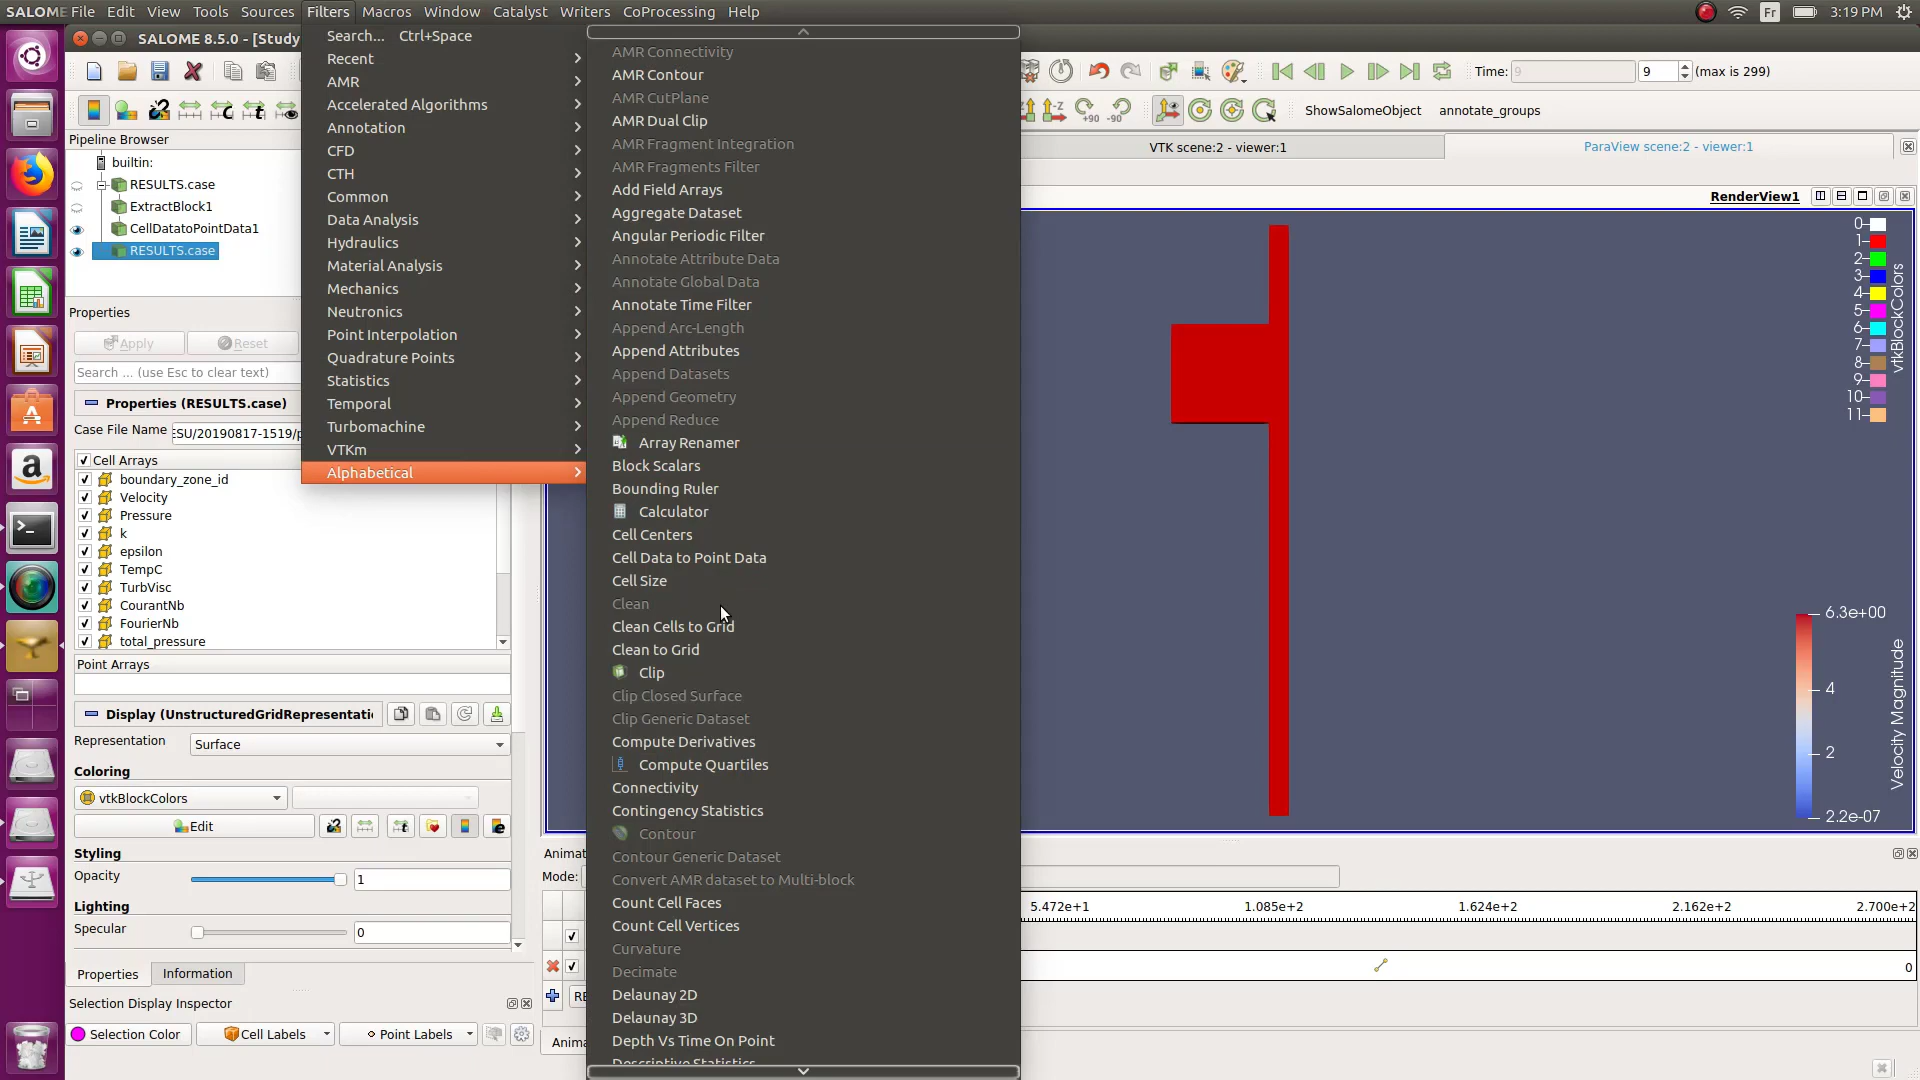 SALOME File Edit View Tools Sources Filters Macros Window Catalyst Writers CoProcessing Help Fr 3:19 PM
SALOME 8.5.0 - [Study
Time: 9 9 (max is 299)
+90 -90 ShowSalomeObject annotate_groups
Pipeline Browser
builtin:
RESULTS.case
ExtractBlock1
CellDatatoPointData1
RESULTS.case
Properties
Apply Reset
Search ... (use Esc to clear text)
Properties (RESULTS.case)
Case File Name ESU/20190817-1519/p
Cell Arrays
boundary_zone_id
Velocity
Pressure
k
epsilon
TempC
TurbVisc
CourantNb
FourierNb
total_pressure
Point Arrays
Display (UnstructuredGridRepresentatic
Representation Surface
Coloring
vtkBlockColors
Edit
Styling
Opacity 1
Lighting
Specular 0
Properties Information
Selection Display Inspector
Selection Color Cell Labels Point Labels
Search... Ctrl+Space
Recent
AMR
Accelerated Algorithms
Annotation
CFD
CTH
Common
Data Analysis
Hydraulics
Material Analysis
Mechanics
Neutronics
Point Interpolation
Quadrature Points
Statistics
Temporal
Turbomachine
VTKm
Alphabetical
AMR Connectivity
AMR Contour
AMR CutPlane
AMR Dual Clip
AMR Fragment Integration
AMR Fragments Filter
Add Field Arrays
Aggregate Dataset
Angular Periodic Filter
Annotate Attribute Data
Annotate Global Data
Annotate Time Filter
Append Arc-Length
Append Attributes
Append Datasets
Append Geometry
Append Reduce
Array Renamer
Block Scalars
Bounding Ruler
Calculator
Cell Centers
Cell Data to Point Data
Cell Size
Clean
Clean Cells to Grid
Clean to Grid
Clip
Clip Closed Surface
Clip Generic Dataset
Compute Derivatives
Compute Quartiles
Connectivity
Contingency Statistics
Contour
Contour Generic Dataset
Convert AMR dataset to Multi-block
Count Cell Faces
Count Cell Vertices
Curvature
Decimate
Delaunay 2D
Delaunay 3D
Depth Vs Time On Point
Descriptive Statistics
VTK scene:2 - viewer:1 ParaView scene:2 - viewer:1
RenderView1
0
1
2
3
4
5
6
7
8
9
10
11
vtkBlockColors
6.3e+00
4
2
2.2e-07
Velocity Magnitude
Animat
Mode:
5.472e+1 1.085e+2 1.624e+2 2.162e+2 2.700e+2
0
RE
Anima